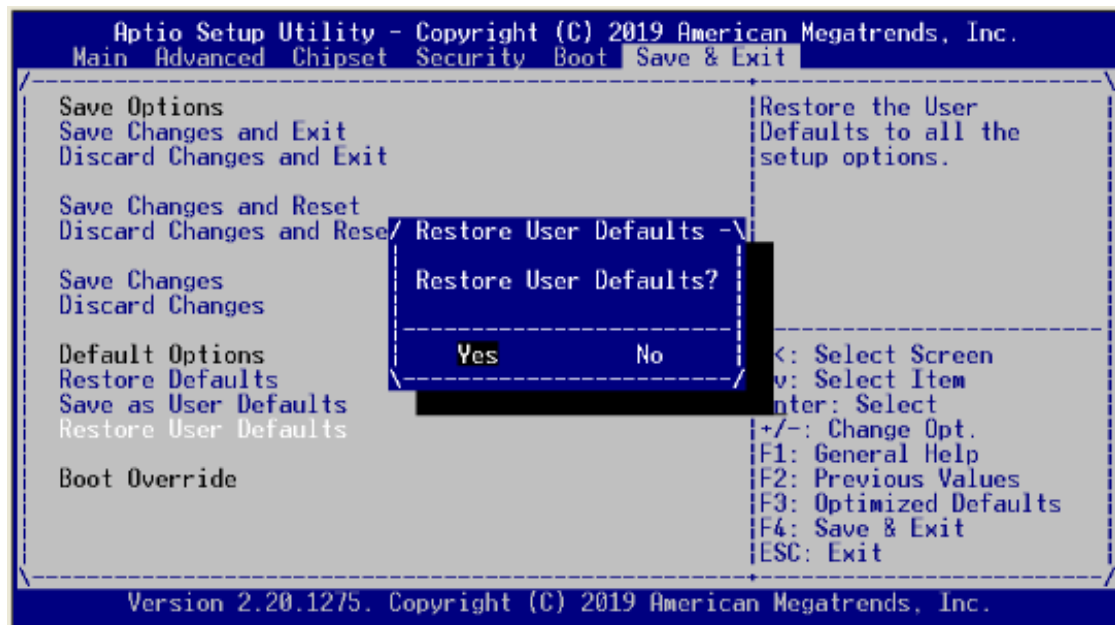 Aptio Setup Utility - Copyright (C) 2019 American Megatrends, Inc.
Main Advanced Chipset Security Boot Save & Exit
Save Options
Save Changes and Exit
Discard Changes and Exit
Save Changes and Reset
Discard Changes and Rese
Save Changes
Discard Changes
Default Options
Restore Defaults
Save as User Defaults
Restore User Defaults
Boot Override
Restore User Defaults
Restore User Defaults?
Yes No
Restore the User
Defaults to all the
setup options.
<: Select Screen
v: Select Item
nter: Select
+/-: Change Opt.
F1: General Help
F2: Previous Values
F3: Optimized Defaults
F4: Save & Exit
ESC: Exit
Version 2.20.1275. Copyright (C) 2019 American Megatrends, Inc.